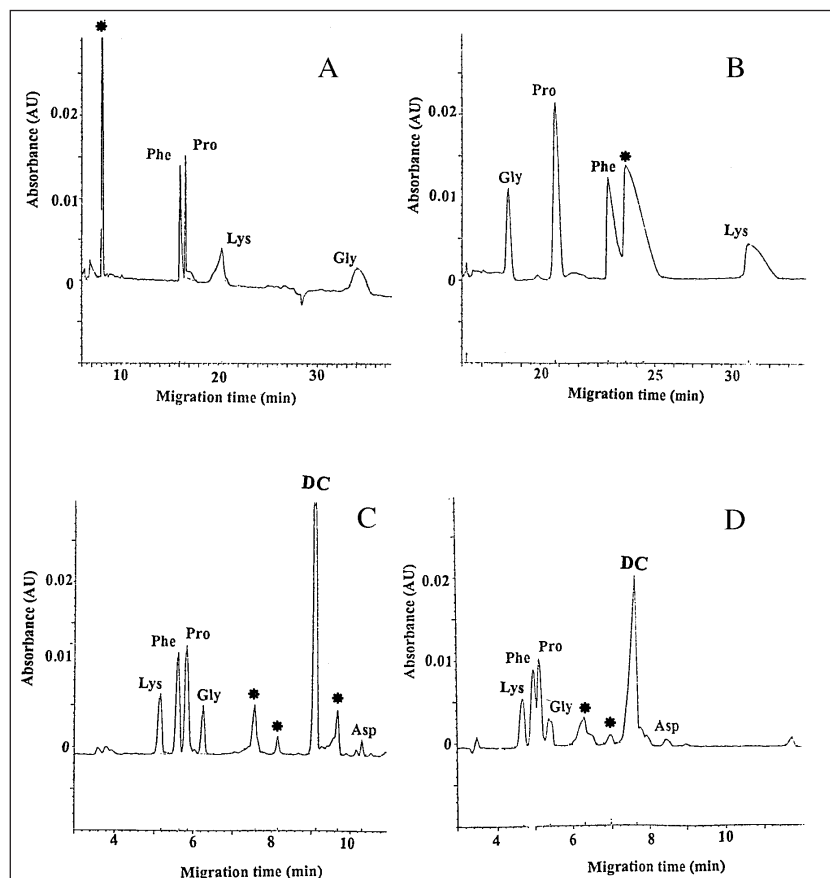 A
✷
Absorbance (AU)
0.02
0.01
0
Phe
Pro
Lys
Gly
10
20
30
Migration time (min)
B
Absorbance (AU)
0.02
0.01
0
Gly
Pro
Phe
✷
Lys
20
25
30
Migration time (min)
C
DC
Absorbance (AU)
0.02
0.01
0
Lys
Phe
Pro
Gly
✷
✷
✷
Asp
4
6
8
10
Migration time (min)
D
DC
Absorbance (AU)
0.02
0.01
0
Lys
Phe
Pro
Gly
✷
✷
Asp
4
6
8
10
Migration time (min)